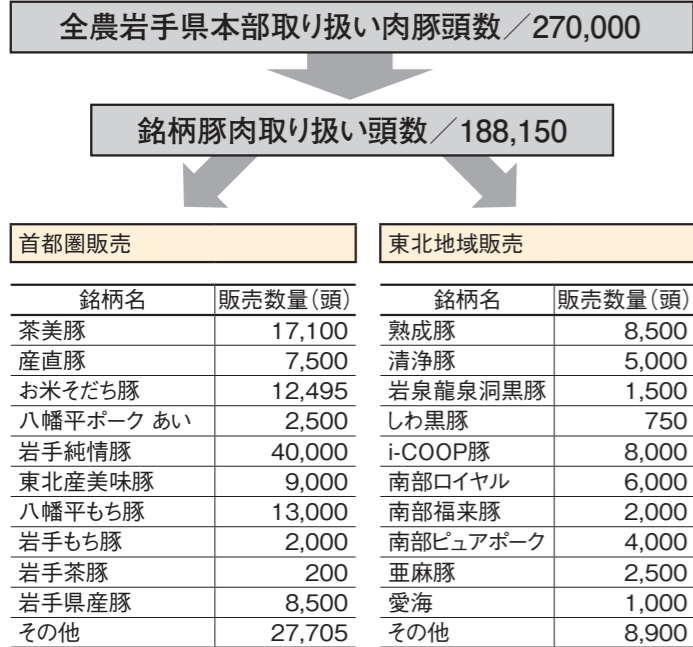 全農岩手県本部取り扱い肉豚頭数／270,000
銘柄豚肉取り扱い頭数／188,150
首都圏販売
銘柄名 販売数量（頭）
茶美豚 17,100
産直豚 7,500
お米そだち豚 12,495
八幡平ポーク あい 2,500
岩手純情豚 40,000
東北産美味豚 9,000
八幡平もち豚 13,000
岩手もち豚 2,000
岩手茶豚 200
岩手県産豚 8,500
その他 27,705
東北地域販売
銘柄名 販売数量（頭）
熟成豚 8,500
清浄豚 5,000
岩泉龍泉洞黒豚 1,500
しわ黒豚 750
i-COOP豚 8,000
南部ロイヤル 6,000
南部福来豚 2,000
南部ピュアポーク 4,000
亜麻豚 2,500
愛海 1,000
その他 8,900